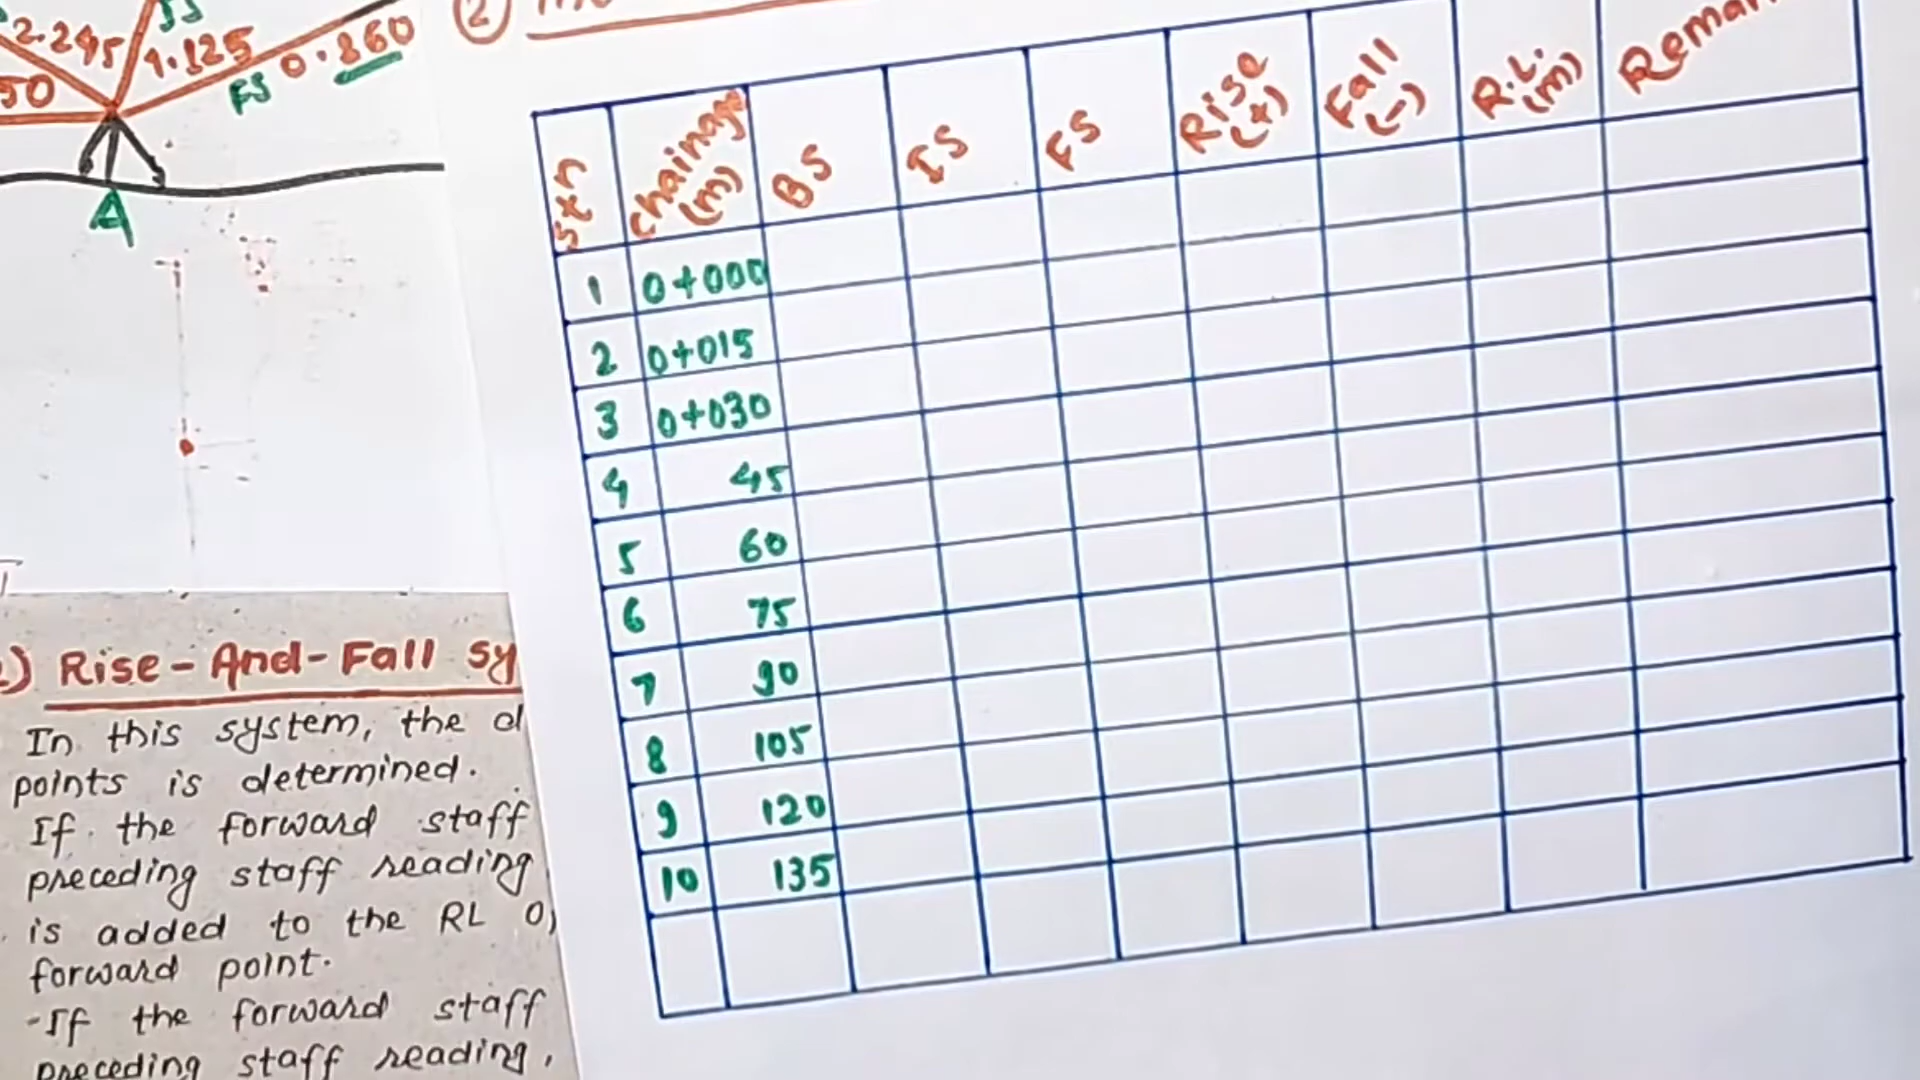 2.245
1.125
FS 0.860
50
A
2
Stn
chainage (m)
BS
IS
FS
Rise (+)
Fall (-)
R.L. (m)
1 0+000
2 0+015
3 0+030
4 45
5 60
6 75
7 90
8 105
9 120
10 135
) Rise-And-Fall
In this system, the
points is determined.
If the forward staff
preceding staff reading
is added to the RL
forward point.
-If the forward staff
preceding staff reading,